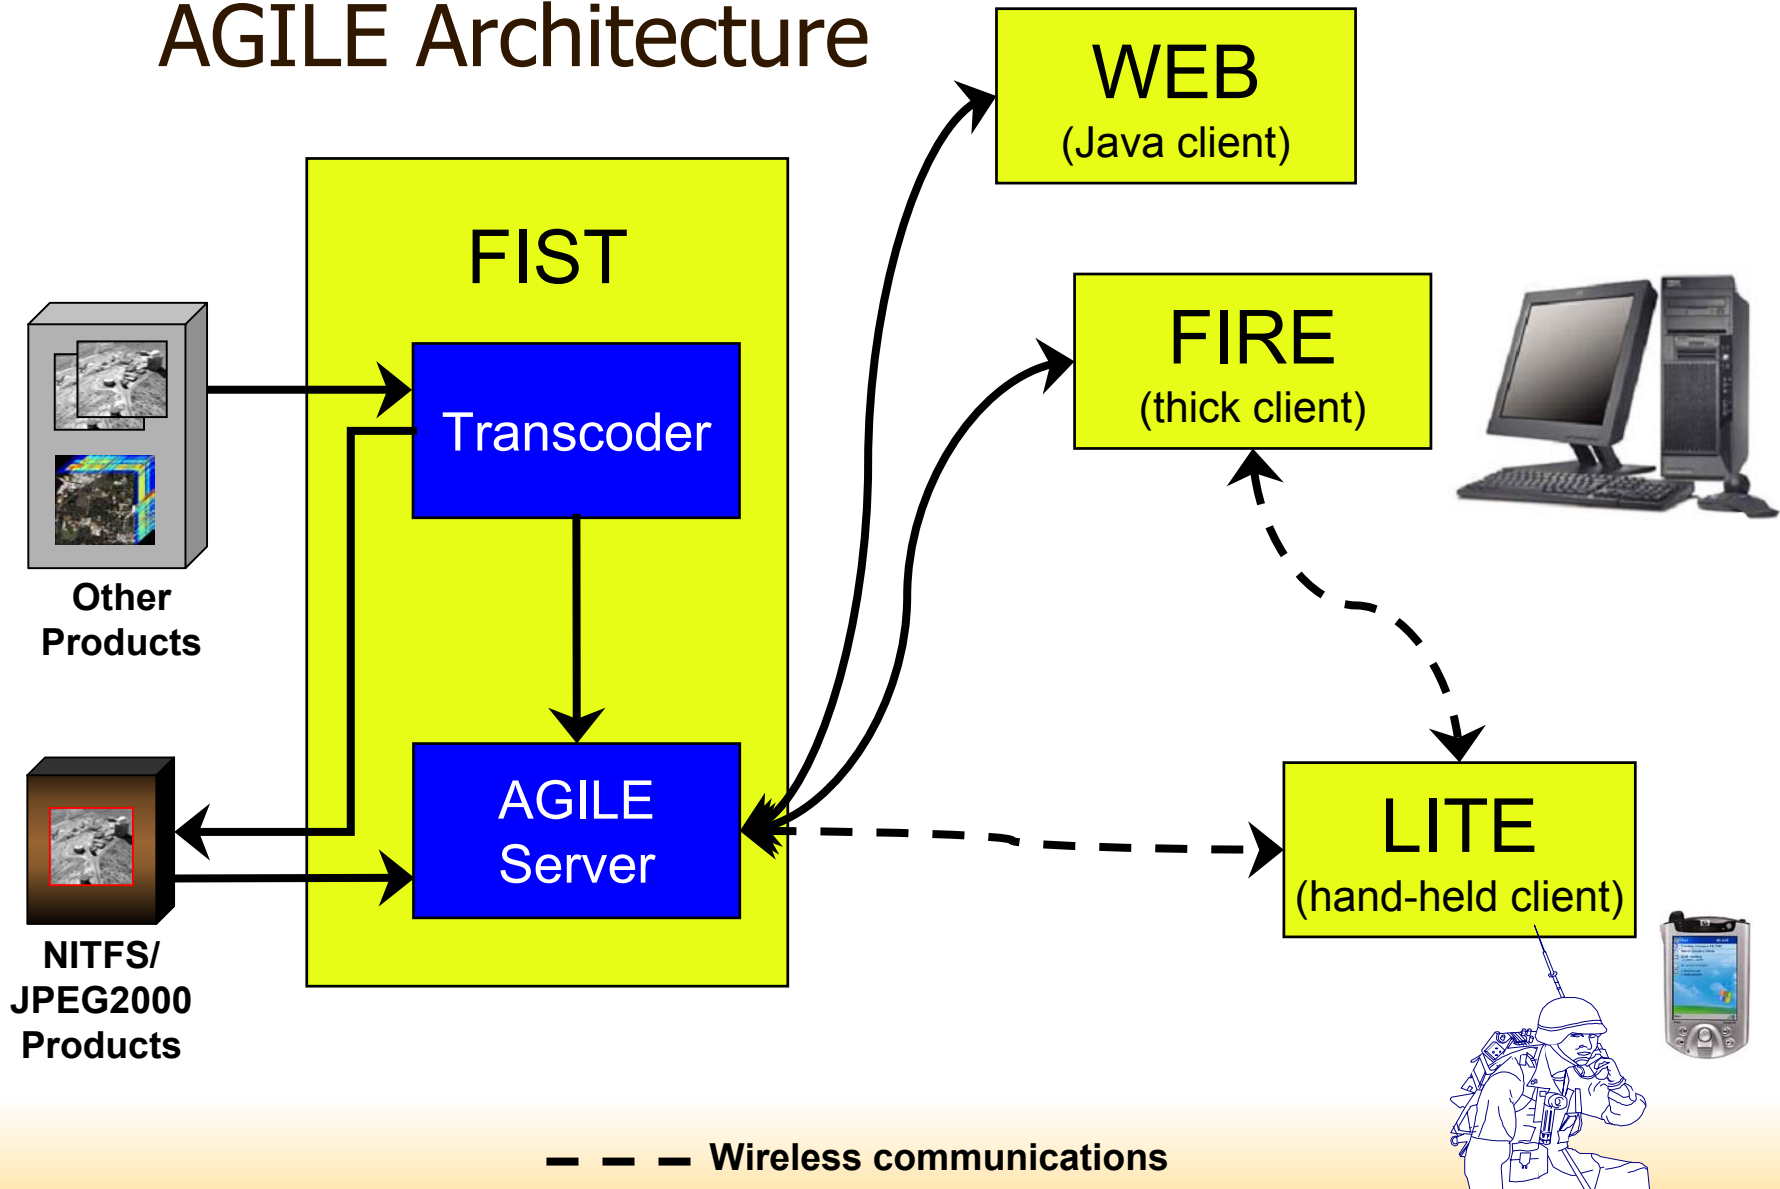 AGILE Architecture
WEB
(Java client)
FIST
FIRE
(thick client)
Transcoder
Other
Products
AGILE
Server
LITE
(hand-held client)
NITFS/
JPEG2000
Products
Wireless communications